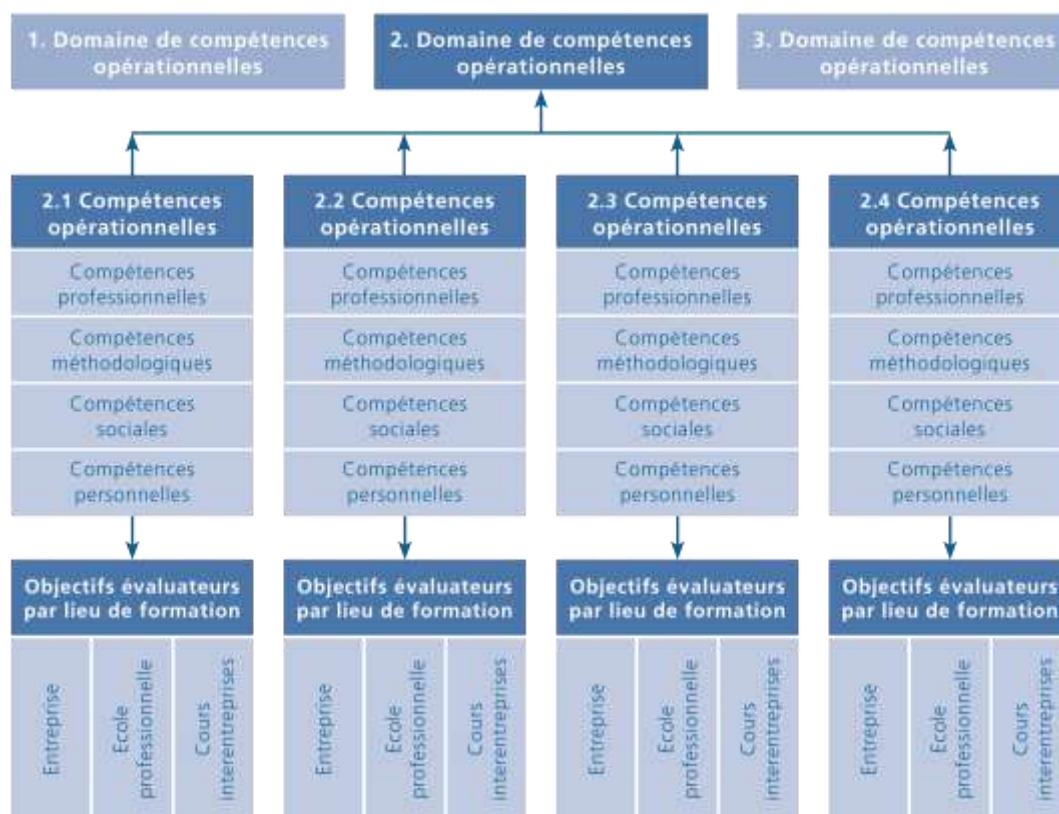 1. Domaine de compétences
opérationnelles
2. Domaine de compétences
opérationnelles
3. Domaine de compétences
opérationnelles
2.1 Compétences
opérationnelles
Compétences
professionnelles
Compétences
méthodologiques
Compétences
sociales
Compétences
personnelles
Objectifs évaluateurs
par lieu de formation
Entreprise
Ecole
professionnelle
Cours
interentreprises
2.2 Compétences
opérationnelles
Compétences
professionnelles
Compétences
méthodologiques
Compétences
sociales
Compétences
personnelles
Objectifs évaluateurs
par lieu de formation
Entreprise
Ecole
professionnelle
Cours
interentreprises
2.3 Compétences
opérationnelles
Compétences
professionnelles
Compétences
méthodologiques
Compétences
sociales
Compétences
personnelles
Objectifs évaluateurs
par lieu de formation
Entreprise
Ecole
professionnelle
Cours
interentreprises
2.4 Compétences
opérationnelles
Compétences
professionnelles
Compétences
méthodologiques
Compétences
sociales
Compétences
personnelles
Objectifs évaluateurs
par lieu de formation
Entreprise
Ecole
professionnelle
Cours
interentreprises